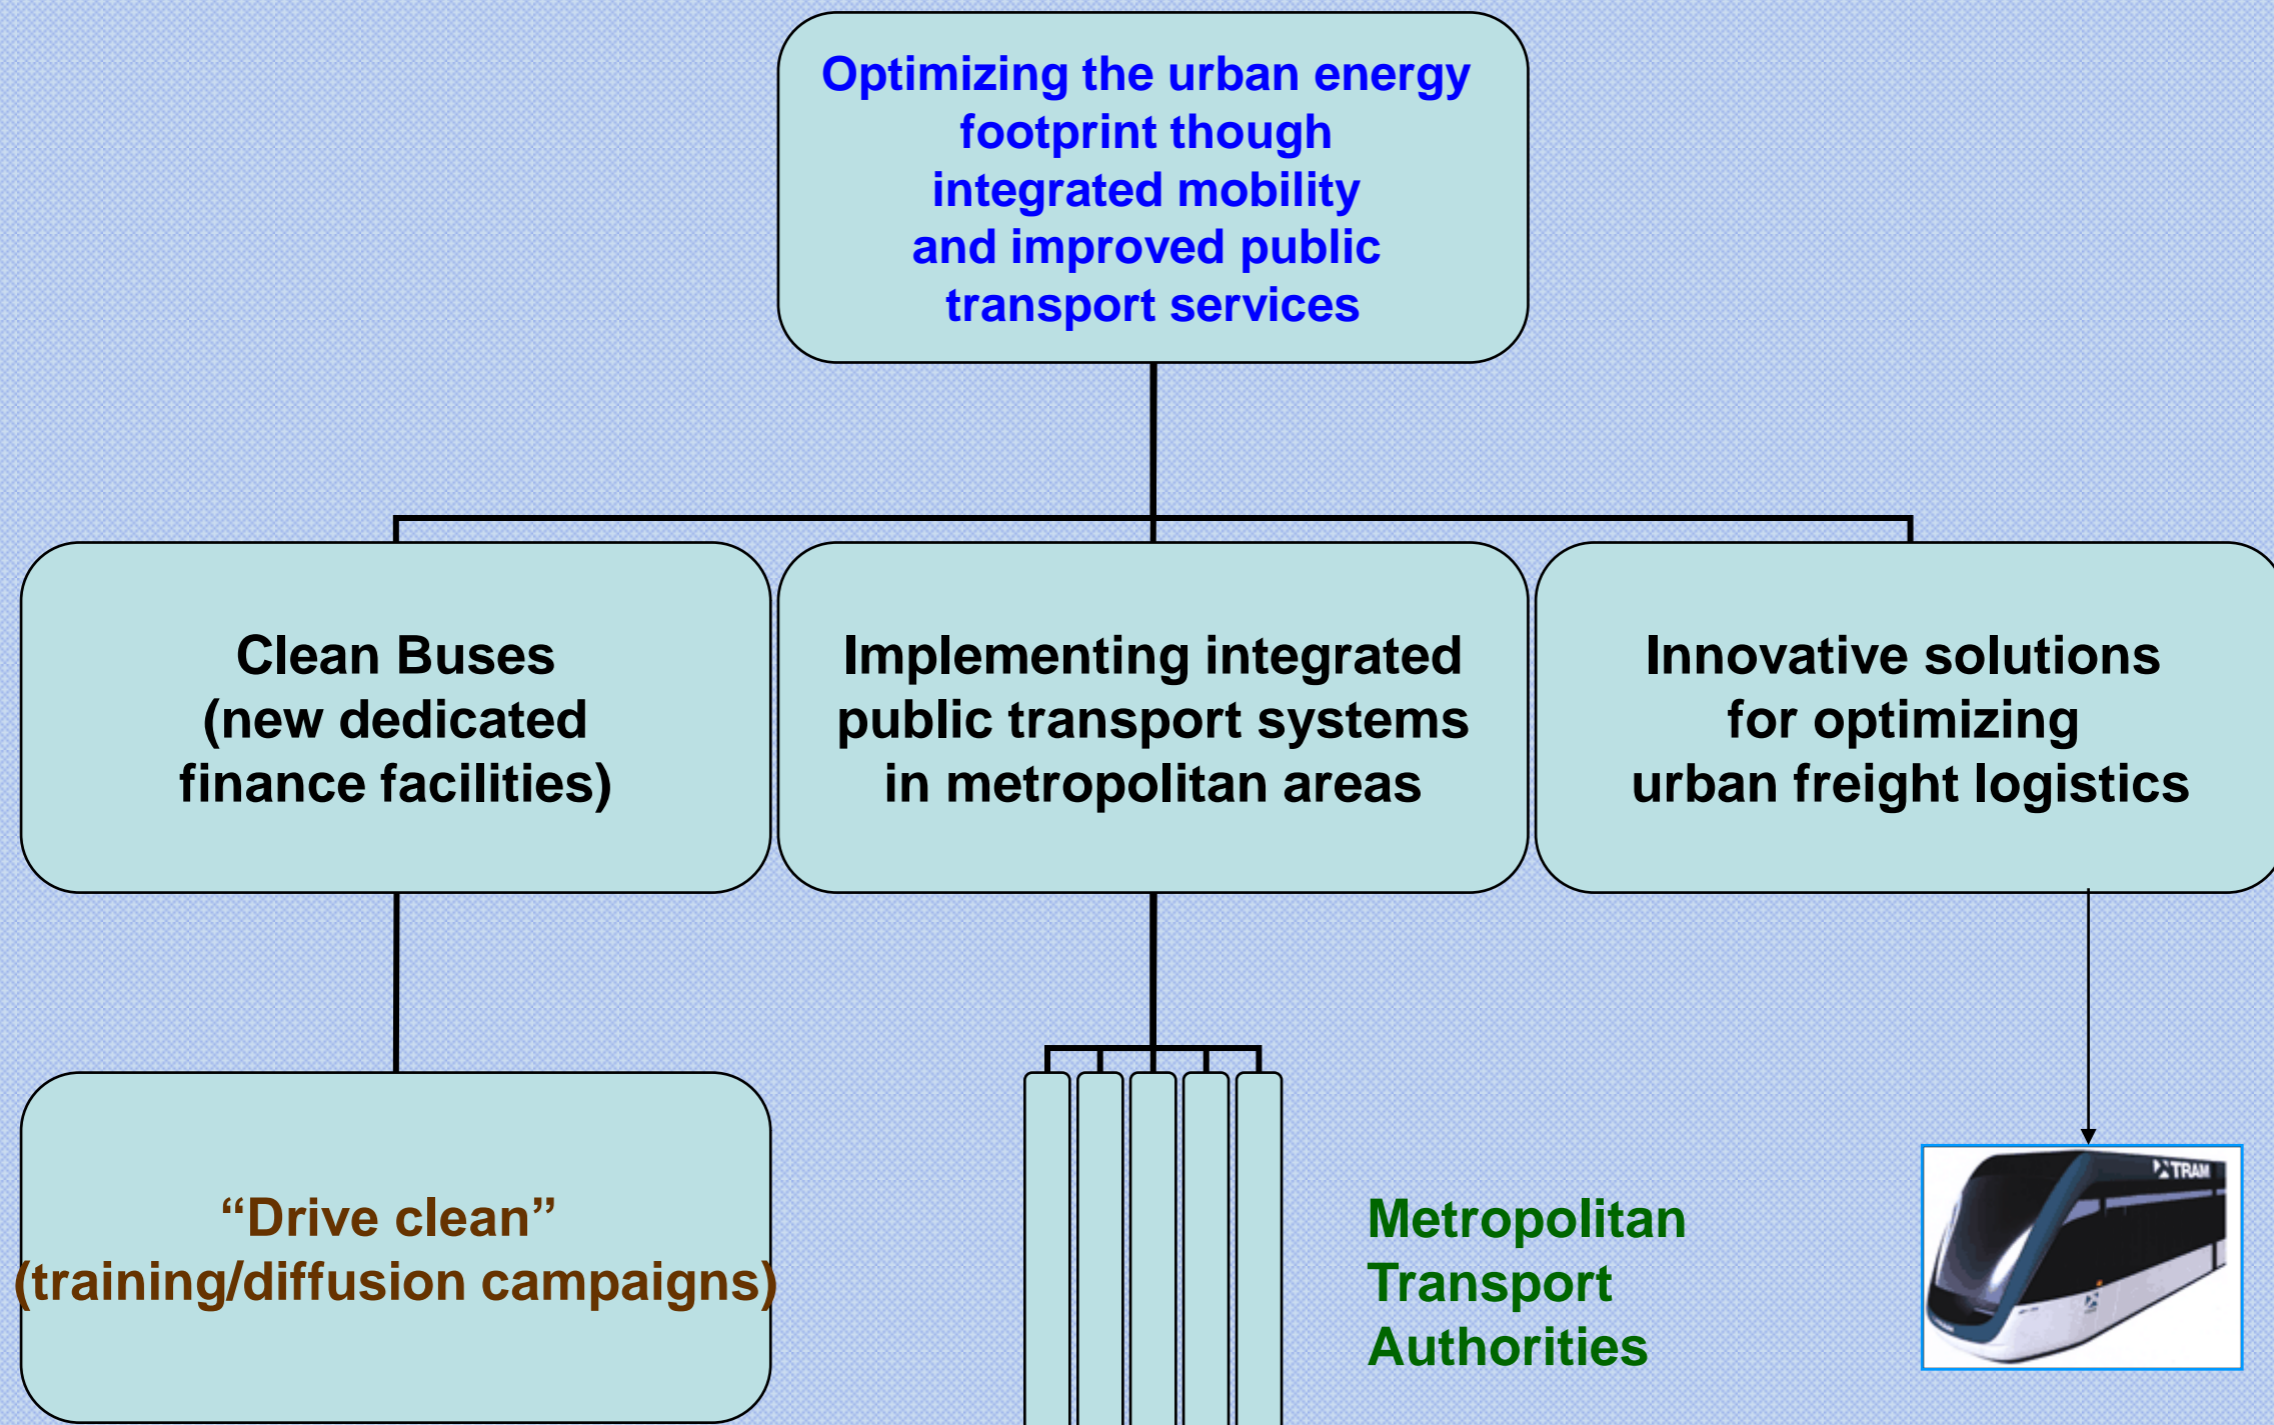 Optimizing the urban energy
footprint though
integrated mobility
and improved public
transport services
Clean Buses
(new dedicated
finance facilities)
Implementing integrated
public transport systems
in metropolitan areas
Innovative solutions
for optimizing
urban freight logistics
“Drive clean”
(training/diffusion campaigns)
Metropolitan
Transport
Authorities
TRAM